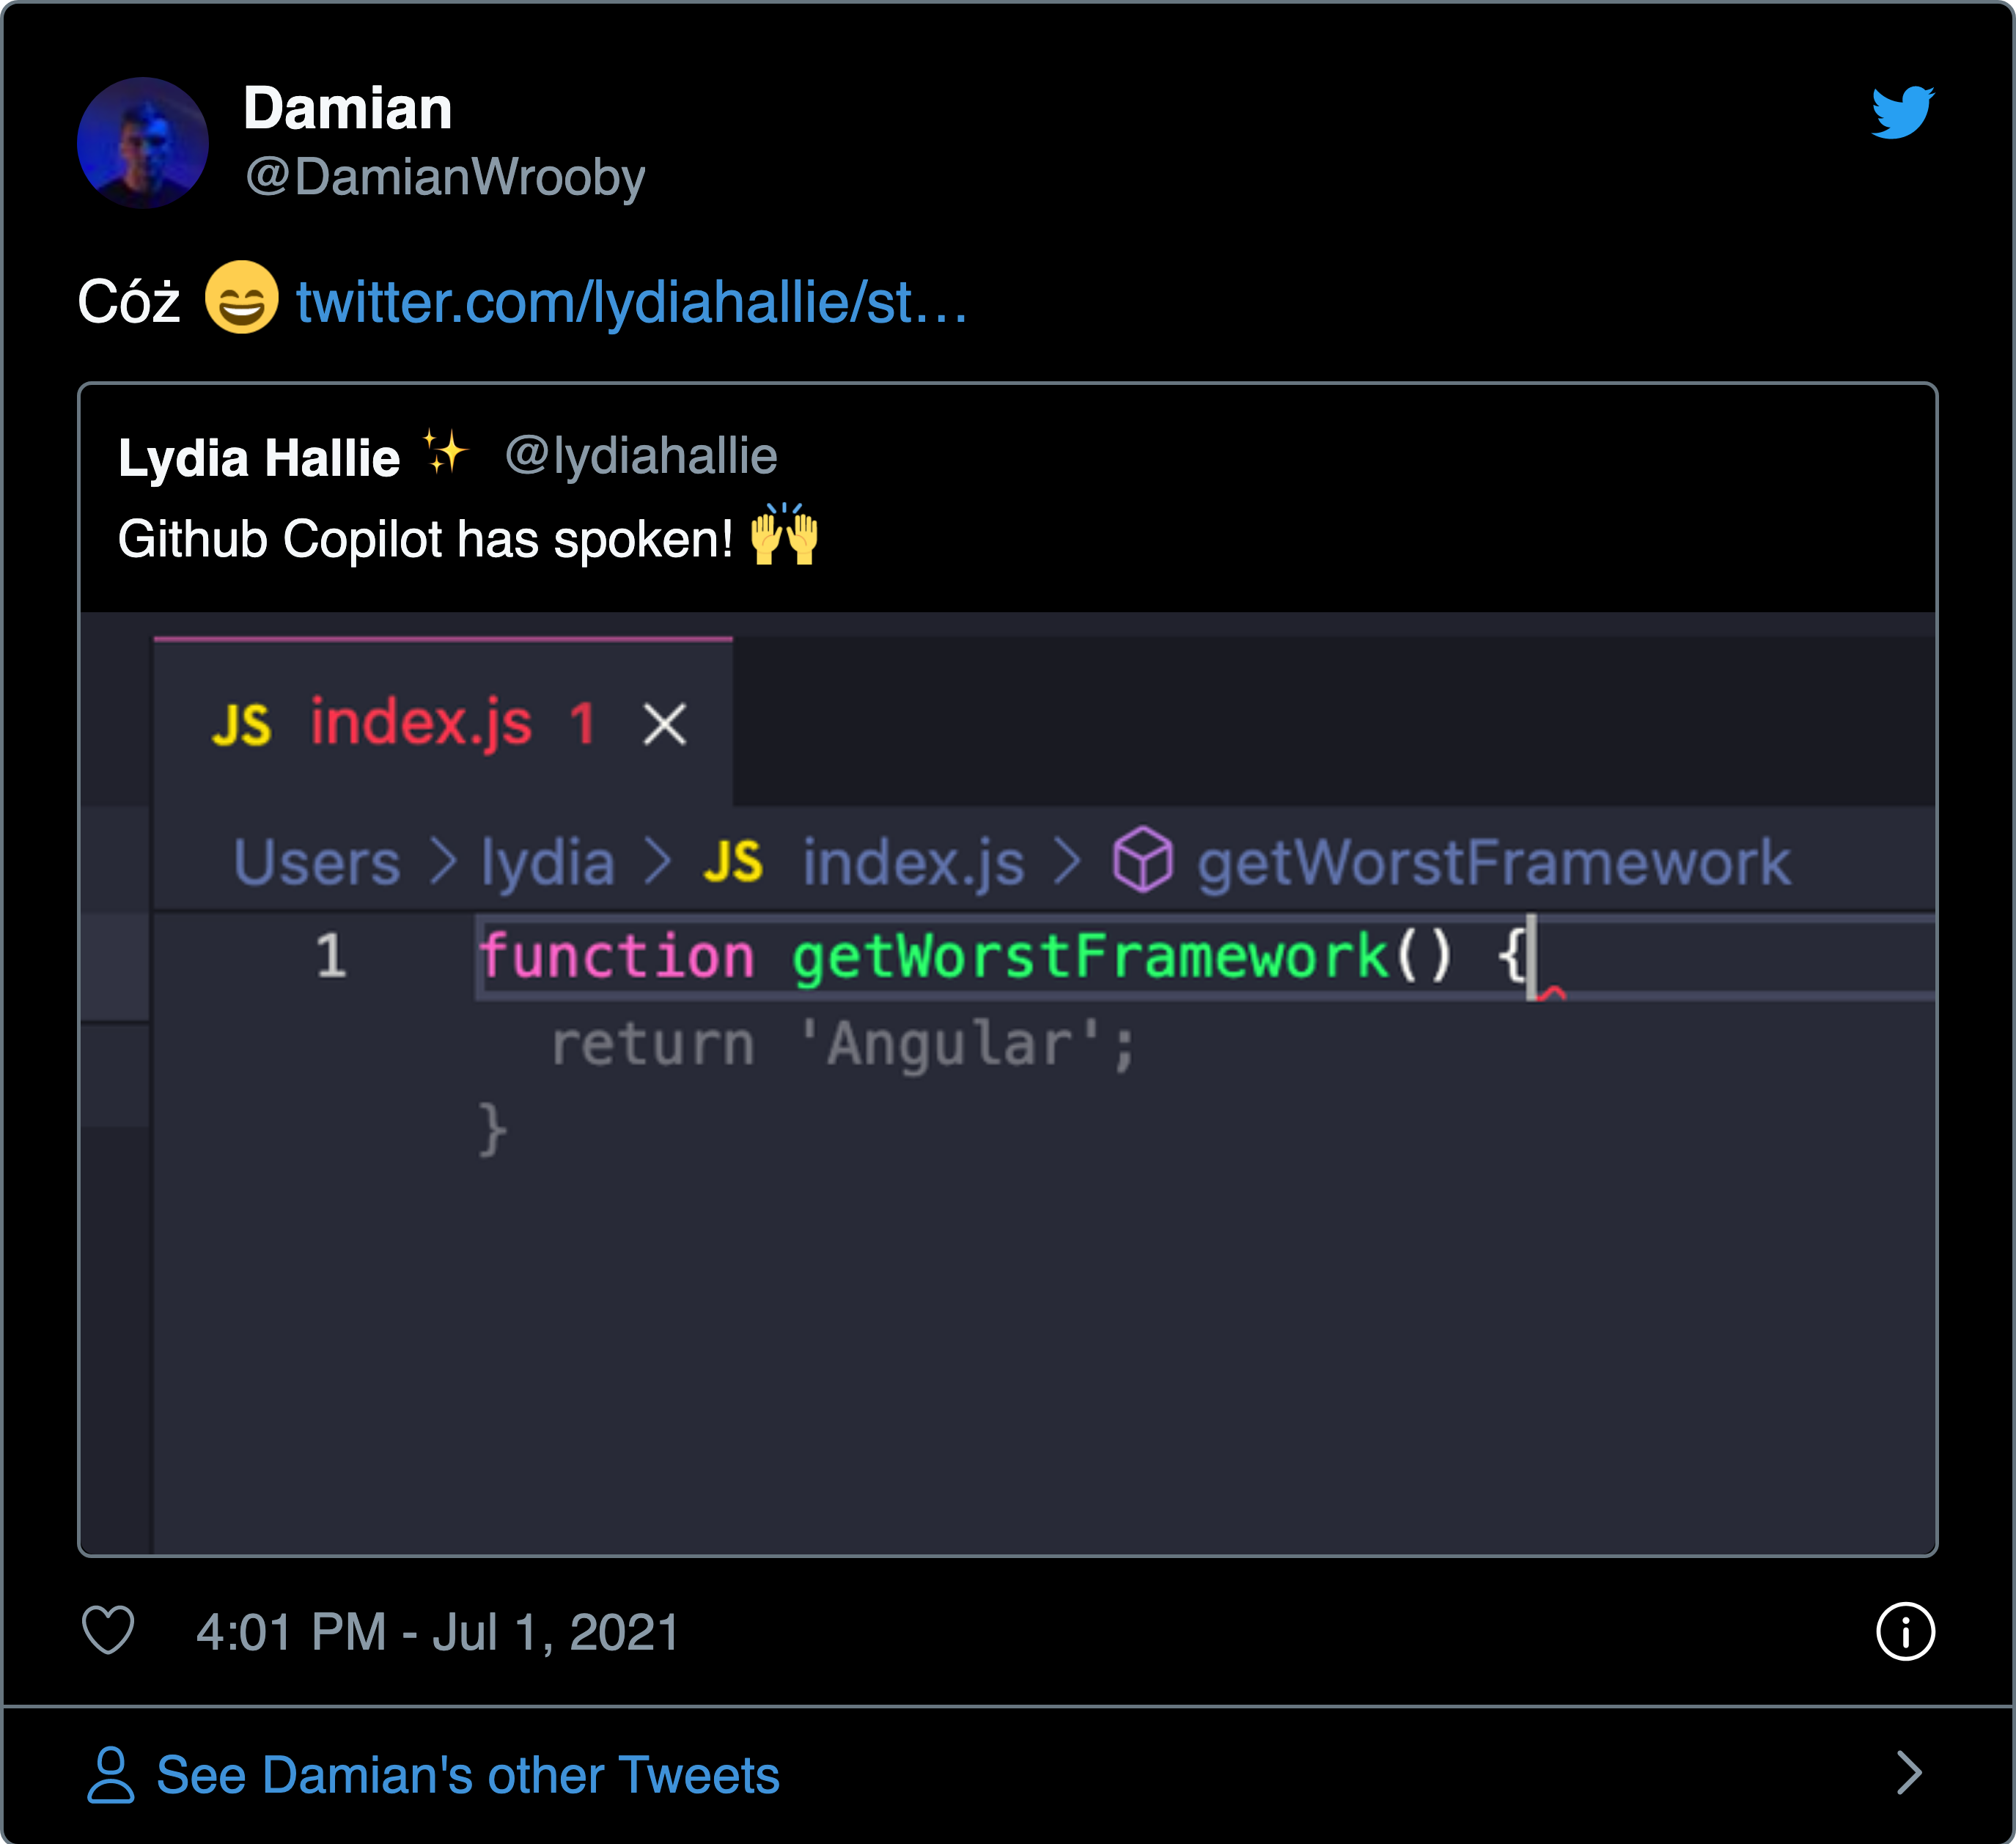 Damian
@DamianWrooby
Cóż 😄 twitter.com/lydiahallie/st…
Lydia Hallie ✨ @lydiahallie
Github Copilot has spoken! 🙌
JS index.js 1
Users > lydia > JS index.js > getWorstFramework
1 function getWorstFramework() {
return 'Angular';
}
4:01 PM - Jul 1, 2021
See Damian's other Tweets